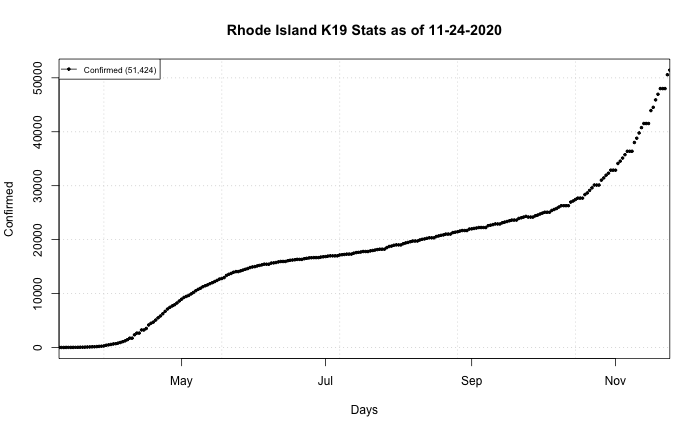 Rhode Island K19 Stats as of 11-24-2020
Confirmed (51,424)
50000
40000
30000
20000
10000
0
Confirmed
May Jul Sep Nov
Days